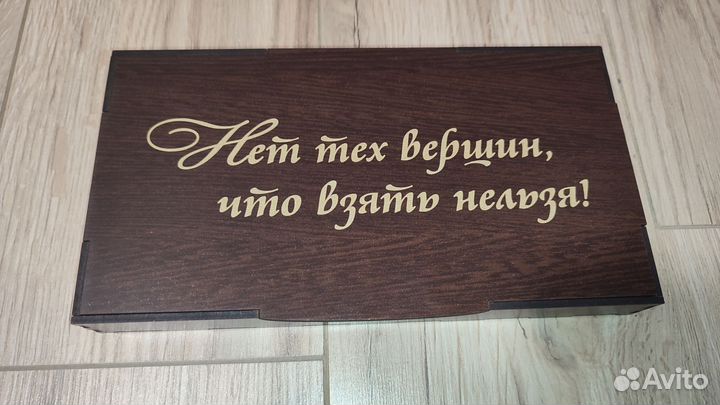 Нет тех вершин,
что взять нельзя!
Avito